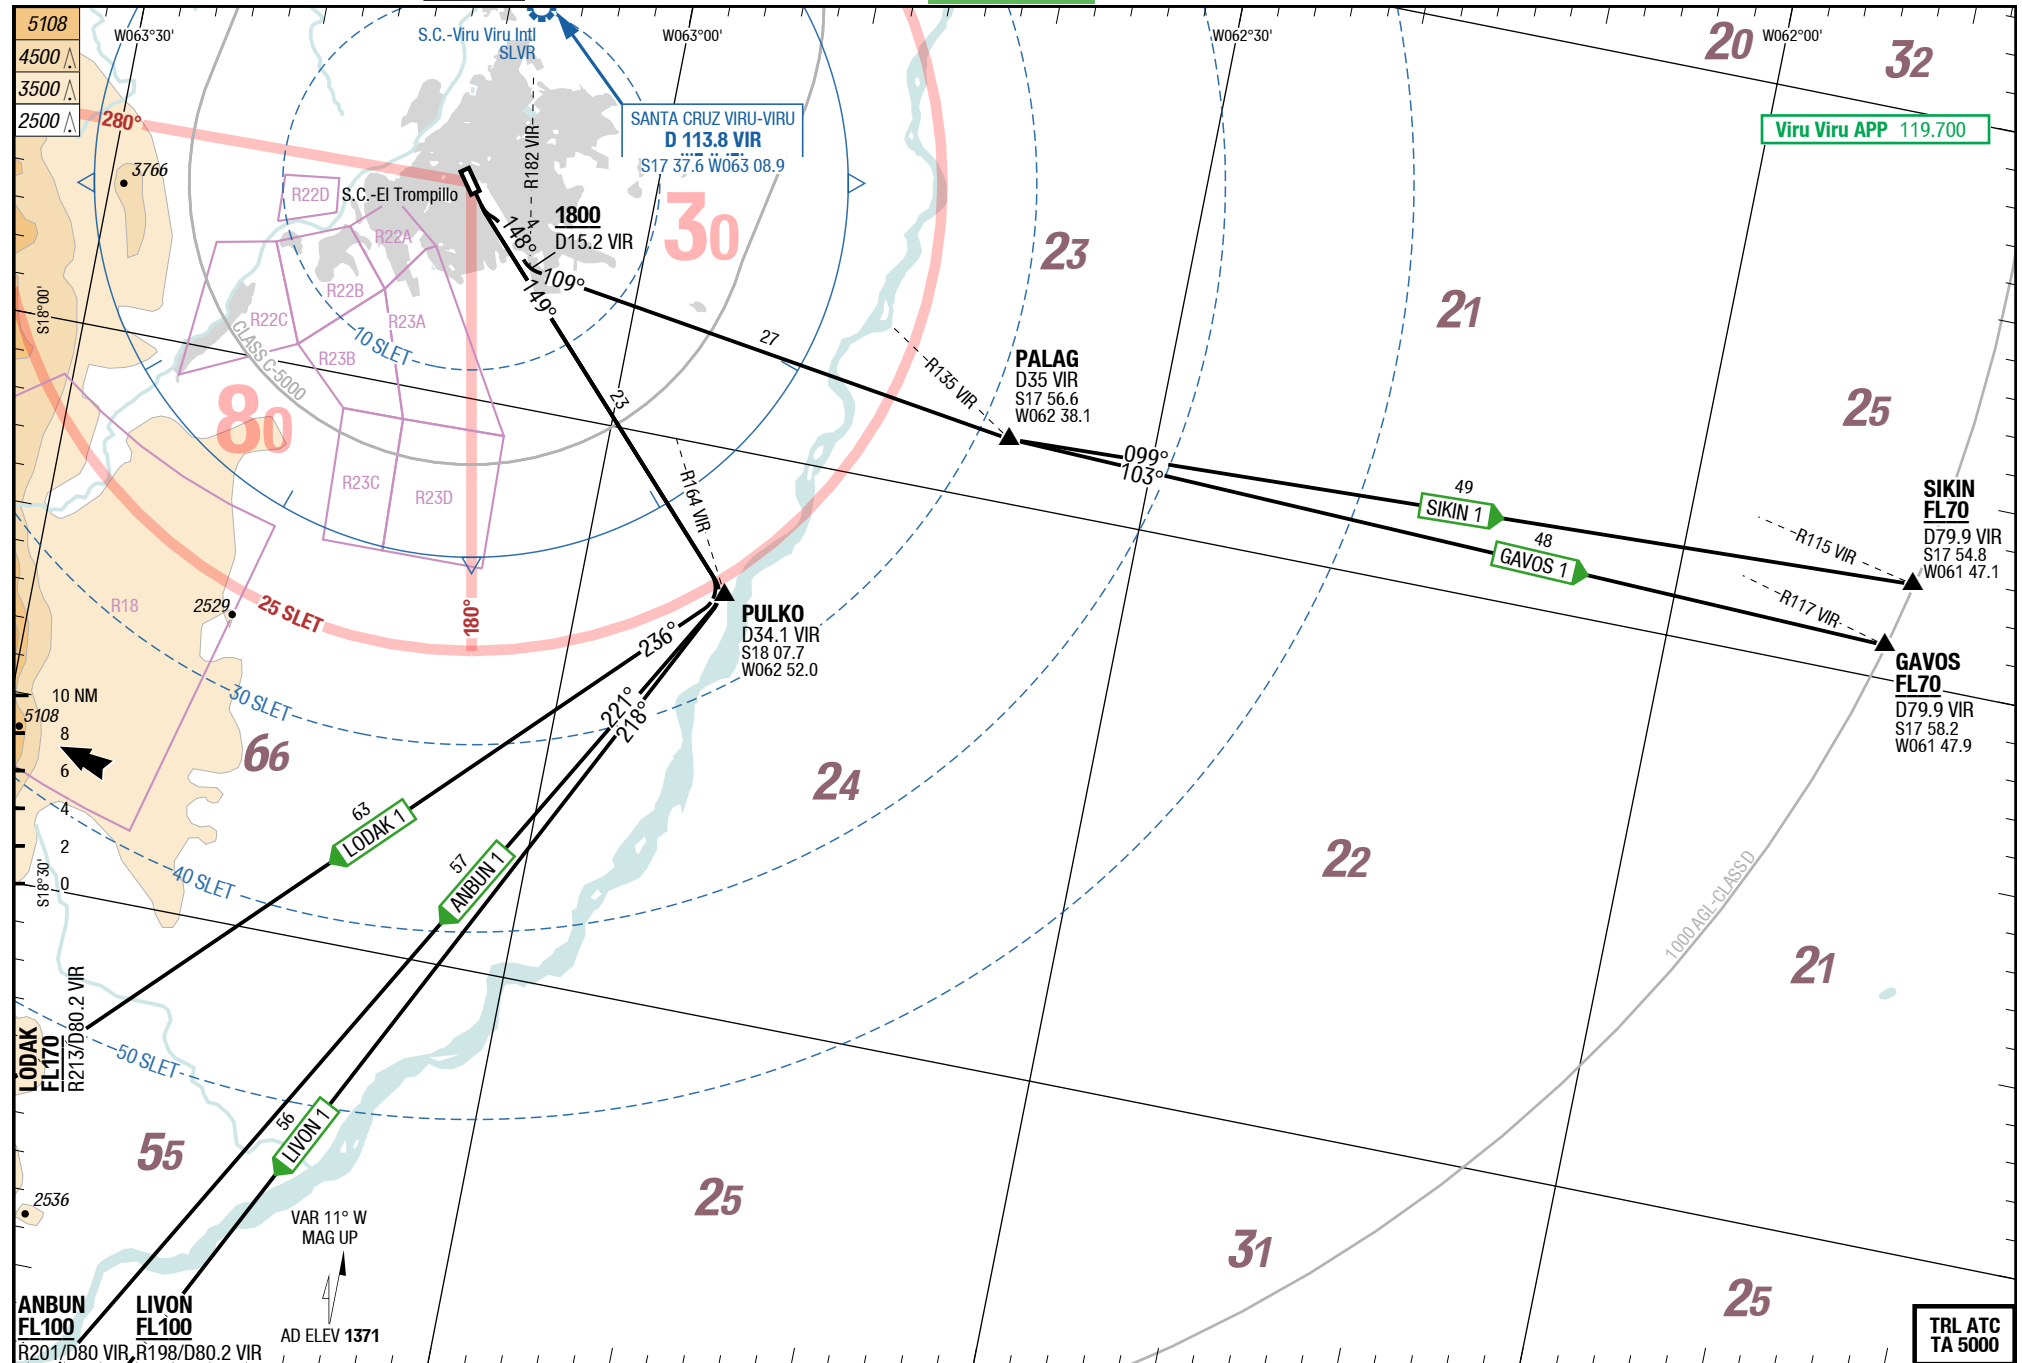 5108
4500
3500
2500
W063°30'
W063°00'
W062°30'
W062°00'
S.C.-Viru Viru Intl
SLVR
20
32
SANTA CRUZ VIRU-VIRU
D 113.8 VIR
S17 37.6 W063 08.9
Viru Viru APP 119.700
280°
3766
R182 VIR
4
R22D
S.C.-El Trompillo
30
1800
D15.2 VIR
148°
109°
149°
R22A
R22B
R22C
R23A
R23B
R23C
R23D
S18°00'
CLASS C-5000
10 SLET
80
27
23
23
21
25
R135 VIR
PALAG
D35 VIR
S17 56.6
W062 38.1
099°
103°
49
SIKIN 1
48
GAVOS 1
SIKIN
FL70
D79.9 VIR
S17 54.8
W061 47.1
R115 VIR
R117 VIR
GAVOS
FL70
D79.9 VIR
S17 58.2
W061 47.9
R164 VIR
R18
2529
25 SLET
180°
PULKO
D34.1 VIR
S18 07.7
W062 52.0
236°
221°
218°
30 SLET
10 NM
5108
8
6
4
2
0
66
24
22
21
63
LODAK 1
57
ANBUN 1
40 SLET
S18°30'
1000 AGL-CLASS D
LODAK
FL170
R213/D80.2 VIR
50 SLET
56
LIVON 1
55
25
31
25
2536
VAR 11° W
MAG UP
AD ELEV 1371
ANBUN
FL100
R201/D80 VIR
LIVON
FL100
R198/D80.2 VIR
TRL ATC
TA 5000